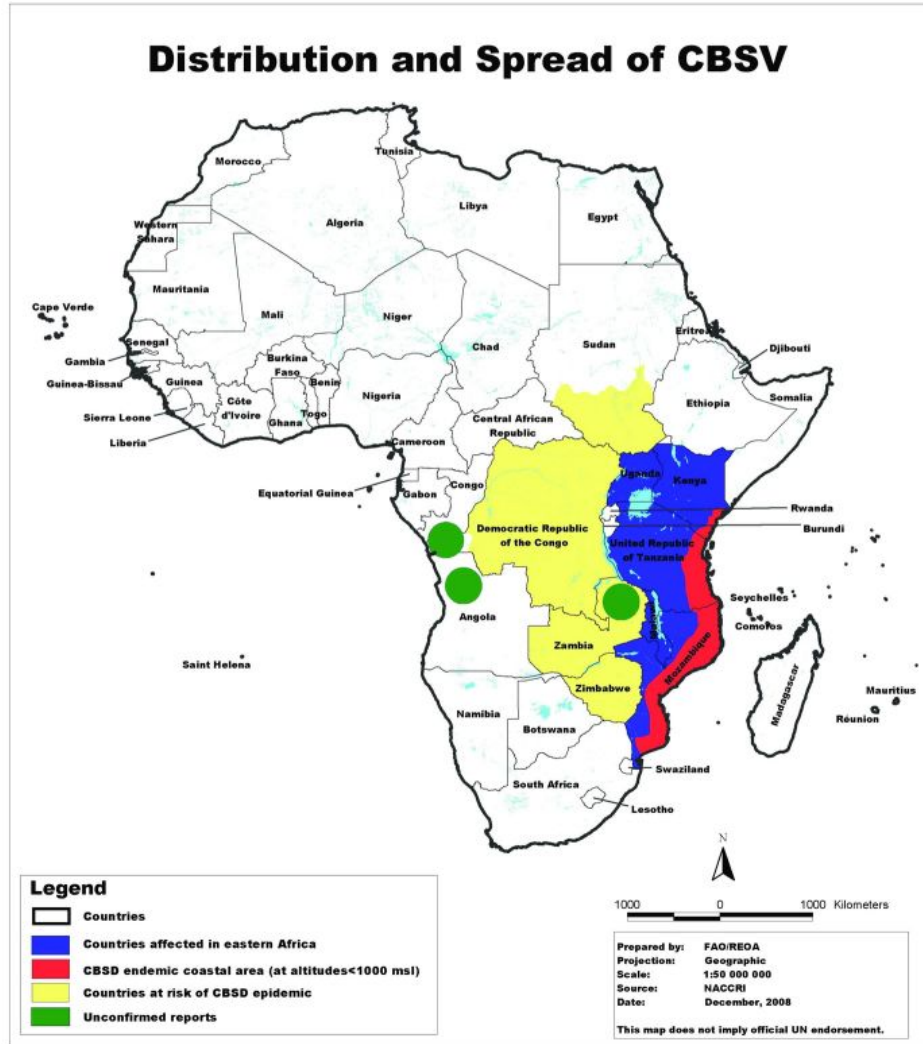 Distribution and Spread of CBSV
Tunisia
Morocco
Algeria
Libya
Egypt
Western
Sahara
Mauritania
Mali
Niger
Chad
Sudan
Eritrea
Djibouti
Cape Verde
Senegal
Gambia
Guinea-Bissau
Guinea
Sierra Leone
Liberia
Côte
d'Ivoire
Burkina
Faso
Ghana
Togo
Benin
Nigeria
Cameroon
Central African
Republic
Ethiopia
Somalia
Equatorial Guinea
Gabon
Congo
Democratic Republic
of the Congo
Uganda
Kenya
Rwanda
Burundi
United Republic
of Tanzania
Seychelles
Comoros
Angola
Zambia
Malawi
Mozambique
Zimbabwe
Saint Helena
Namibia
Botswana
Madagascar
Mauritius
Réunion
South Africa
Swaziland
Lesotho
N
1000 0 1000 Kilometers
Legend
Countries
Countries affected in eastern Africa
CBSD endemic coastal area (at altitudes<1000 msl)
Countries at risk of CBSD epidemic
Unconfirmed reports
Prepared by: FAO/REOA
Projection: Geographic
Scale: 1:50 000 000
Source: NACCRI
Date: December, 2008
This map does not imply official UN endorsement.